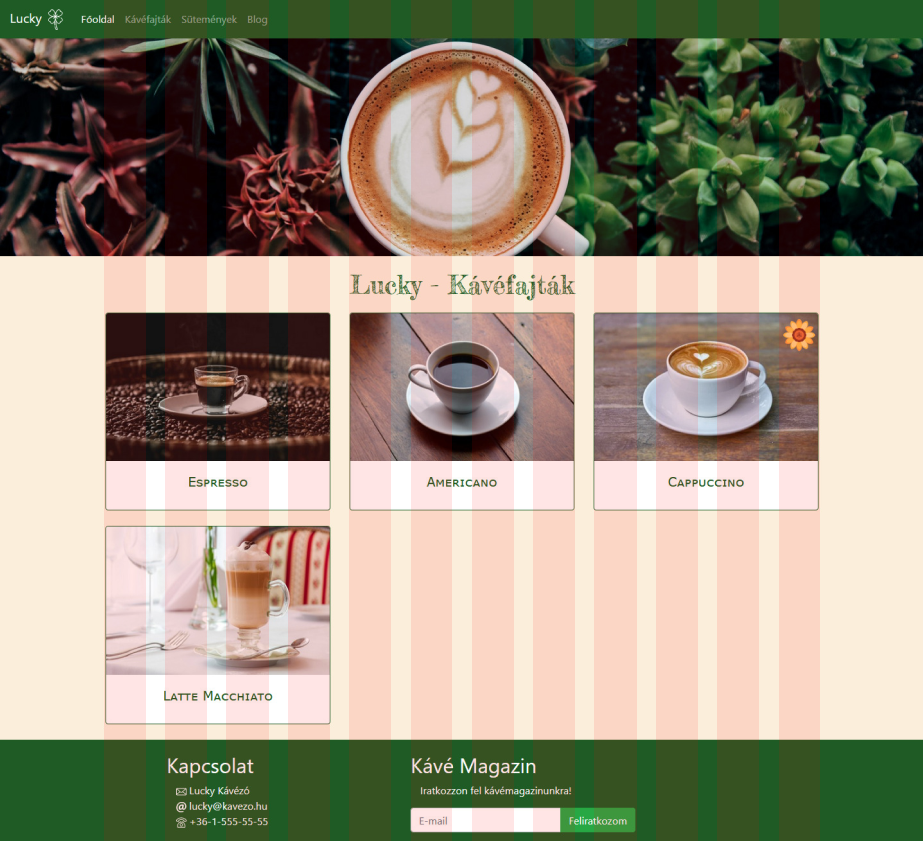 Lucky
Főoldal Kávéfajták Sütemények Blog
Lucky - Kávéfajták
Espresso
Americano
Cappuccino
Latte Macchiato
Kapcsolat
Lucky Kávézó
@ lucky@kavezo.hu
+36-1-555-55-55
Kávé Magazin
Iratkozzon fel kávémagazinunkra!
E-mail
Feliratkozom